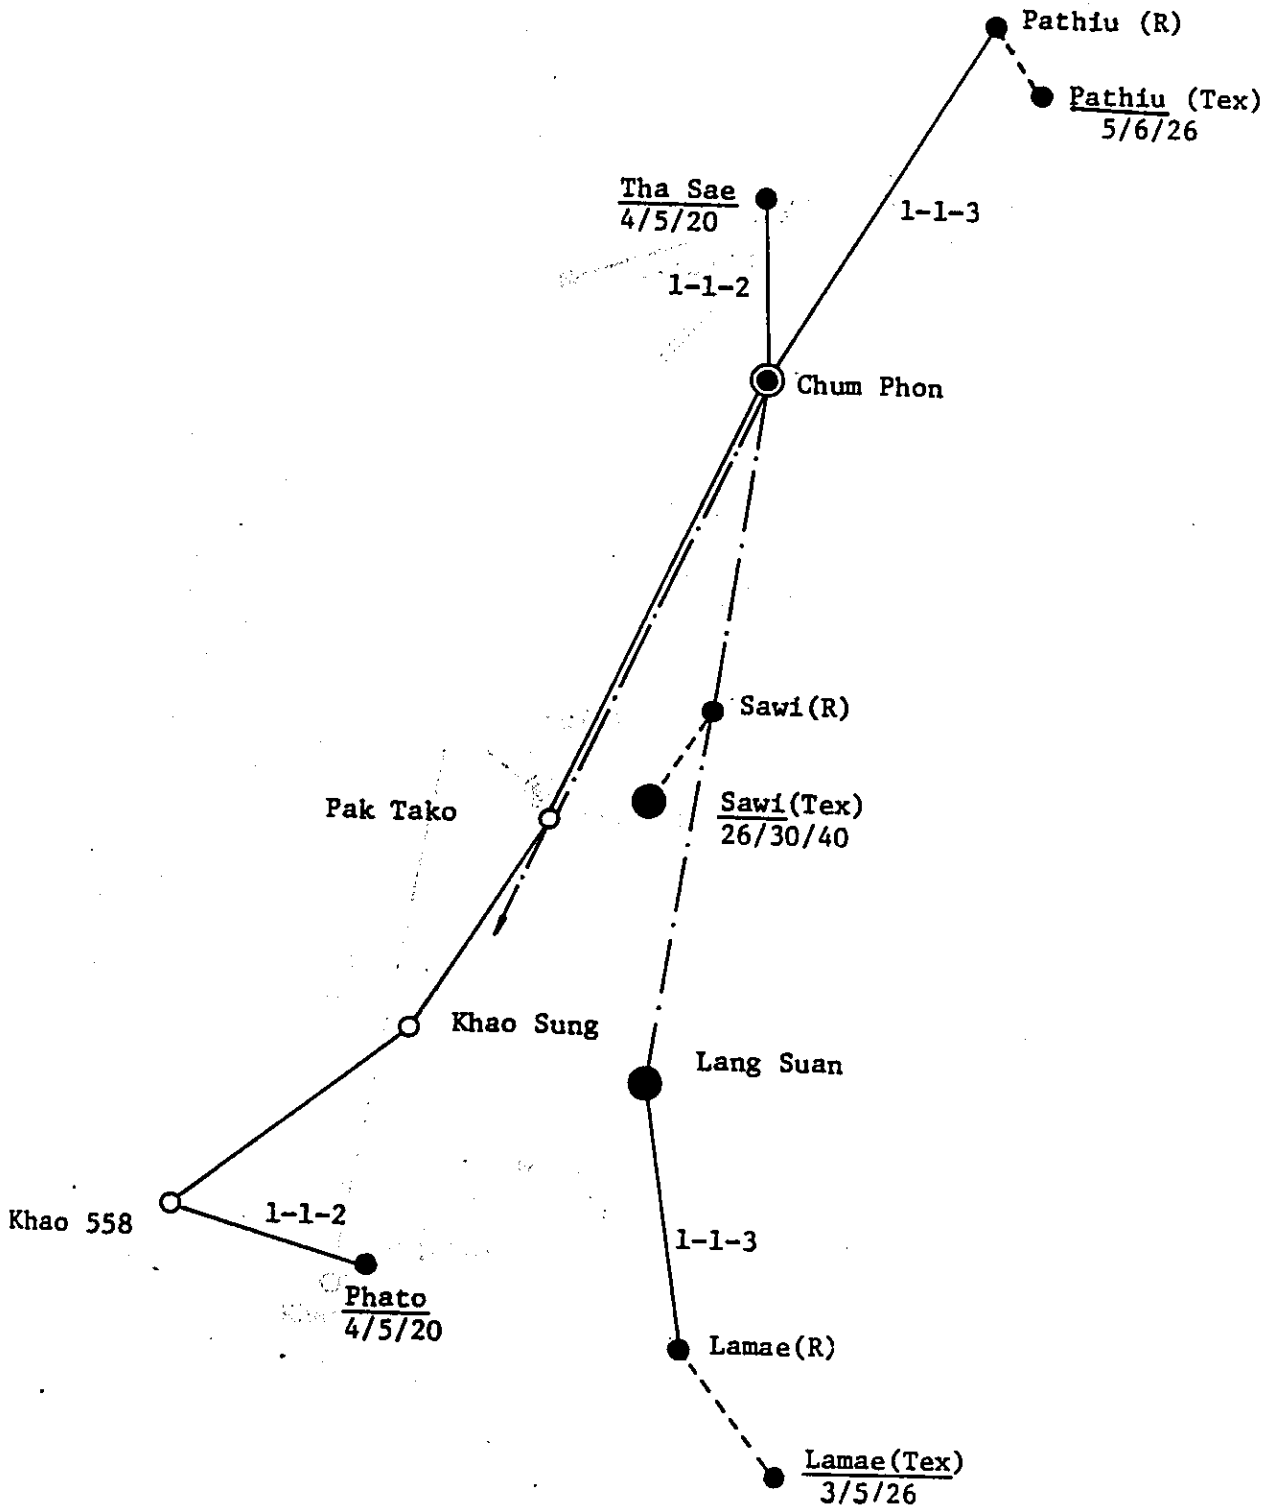 Pathiu (R)
Pathiu (Tex)
5/6/26
Tha Sae
4/5/20
1-1-3
1-1-2
Chum Phon
Sawi(R)
Sawi(Tex)
26/30/40
Pak Tako
Khao Sung
Lang Suan
Khao 558
1-1-2
1-1-3
Phato
4/5/20
Lamae(R)
Lamae(Tex)
3/5/26